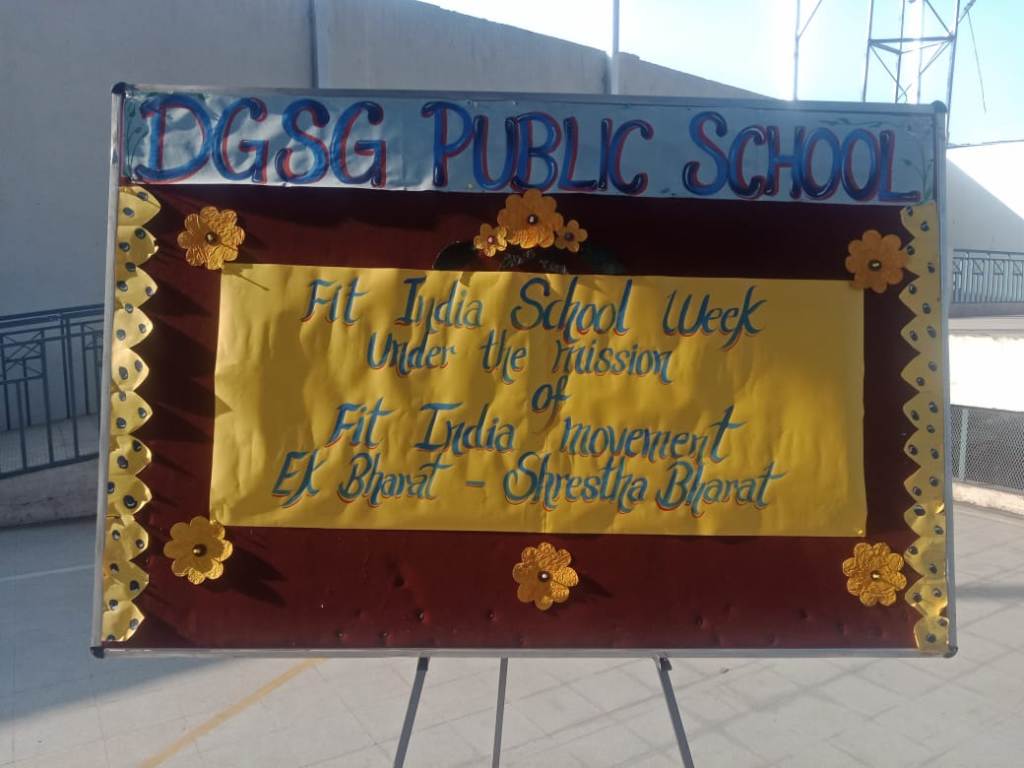 DGSG PUBLIC SCHOOL
Fit India School Week
Under the mission
of
Fit India movement
Ek Bharat - Shrestha Bharat